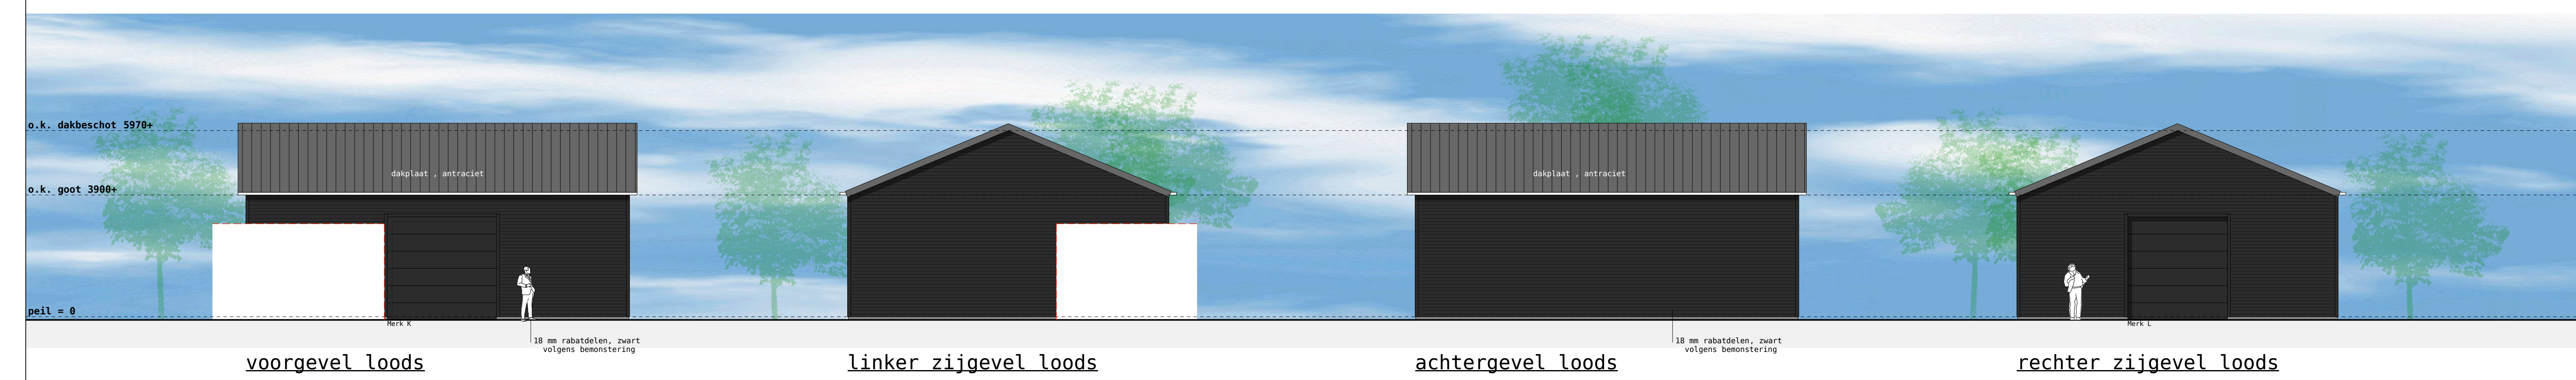 o.k. dakbeschot 5970+
o.k. goot 3900+
peil = 0
dakplaat , antraciet
Merk K
18 mm rabatdelen, zwart
volgens bemonstering
voorgevel loods
linker zijgevel loods
dakplaat , antraciet
18 mm rabatdelen, zwart
volgens bemonstering
achtergevel loods
Merk L
rechter zijgevel loods